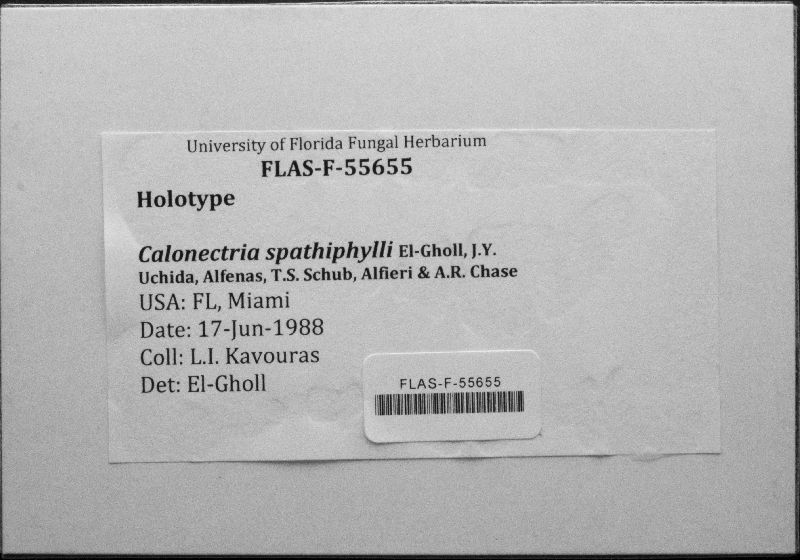 University of Florida Fungal Herbarium
FLAS-F-55655
Holotype
Calonectria spathiphylli El-Gholl, J.Y.
Uchida, Alfenas, T.S. Schub, Alfieri & A.R. Chase
USA: FL, Miami
Date: 17-Jun-1988
Coll: L.I. Kavouras
Det: El-Gholl
FLAS-F-55655